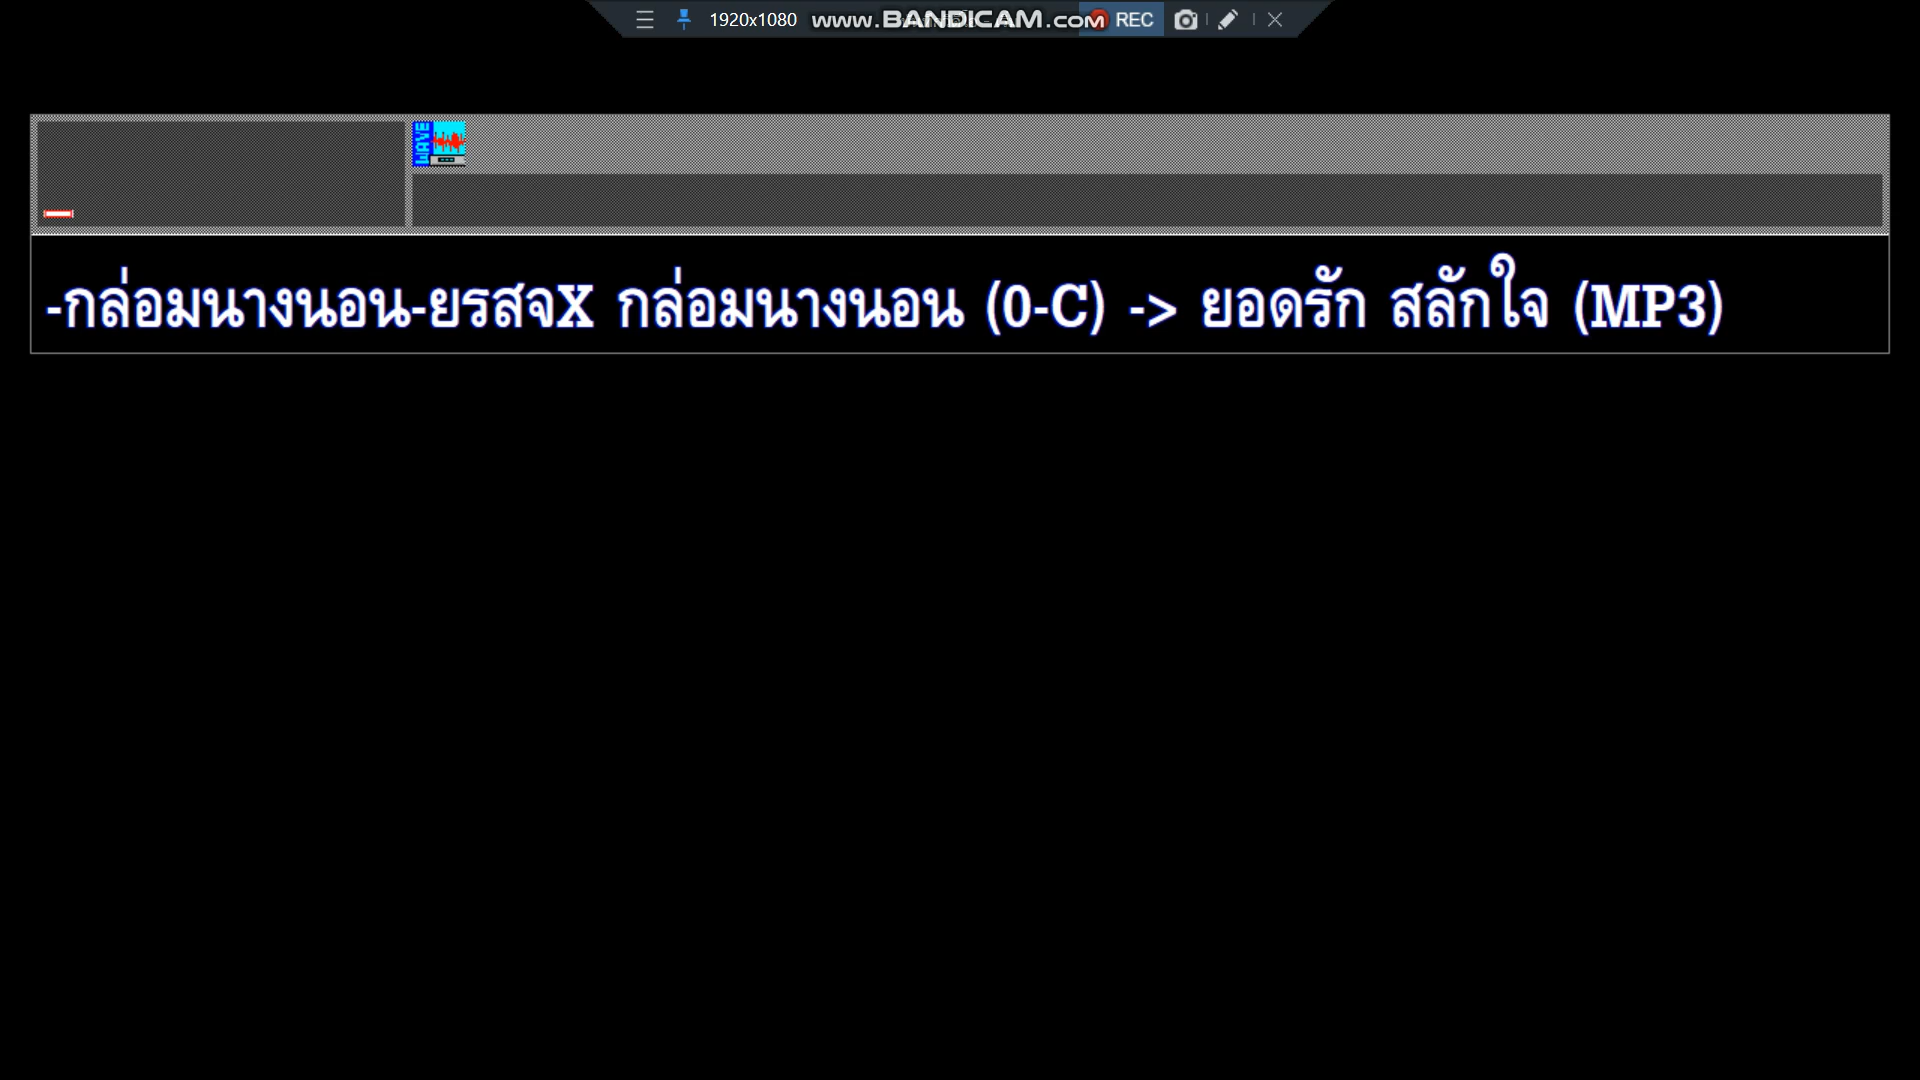 1920x1080 www.BANDICAM.com REC
WAVE
-กล่อมนางนอน-ยรสจX กล่อมนางนอน (0-C) -> ยอดรัก สลักใจ (MP3)